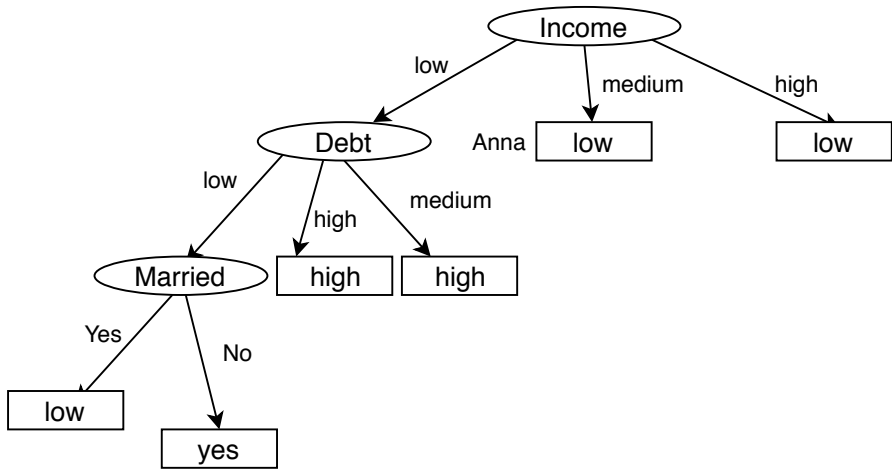 Income
low
medium
high
Debt
Anna
low
low
low
high
medium
Married
high
high
Yes
No
low
yes